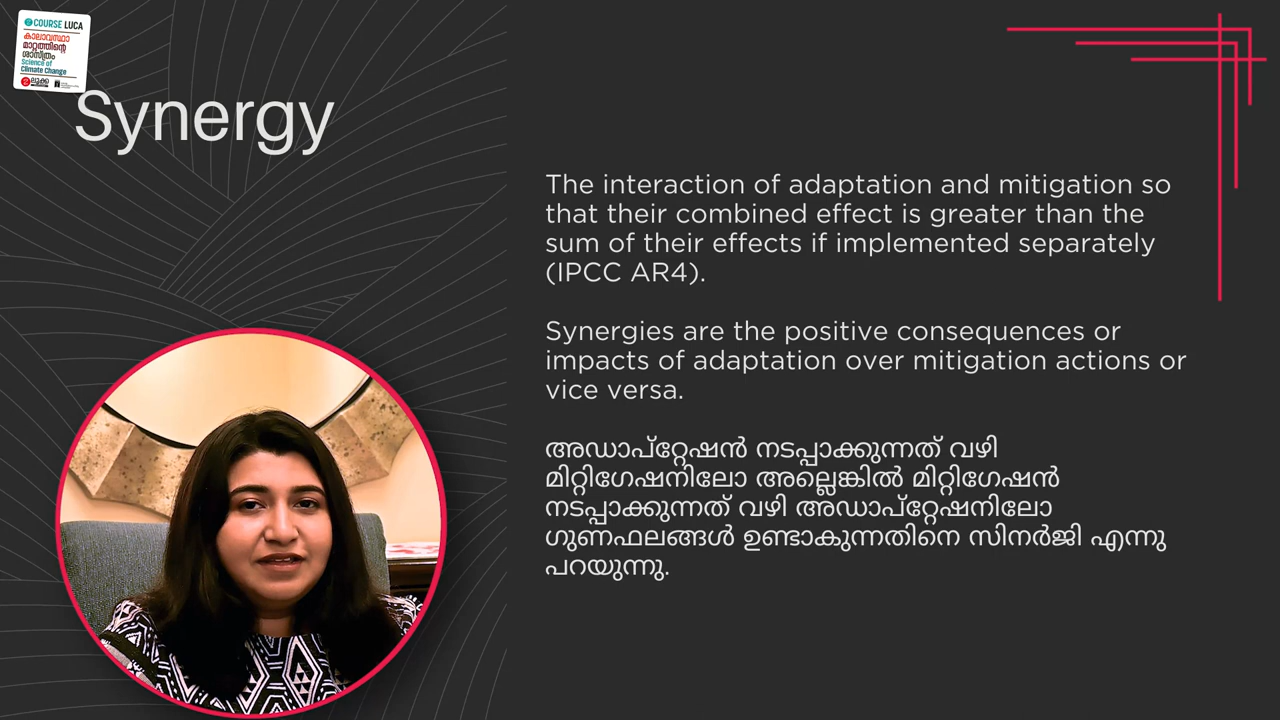 COURSE LUCA
കാലാവസ്ഥാ
മാറ്റത്തിന്റെ
ശാസ്ത്രം
Science of
Climate Change
ലൂക്ക
Synergy
The interaction of adaptation and mitigation so
that their combined effect is greater than the
sum of their effects if implemented separately
(IPCC AR4).
Synergies are the positive consequences or
impacts of adaptation over mitigation actions or
vice versa.
അഡാപ്റ്റേഷൻ നടപ്പാക്കുന്നത് വഴി
മിറ്റിഗേഷനിലോ അല്ലെങ്കിൽ മിറ്റിഗേഷൻ
നടപ്പാക്കുന്നത് വഴി അഡാപ്റ്റേഷനിലോ
ഗുണഫലങ്ങൾ ഉണ്ടാകുന്നതിനെ സിനർജി എന്നു
പറയുന്നു.